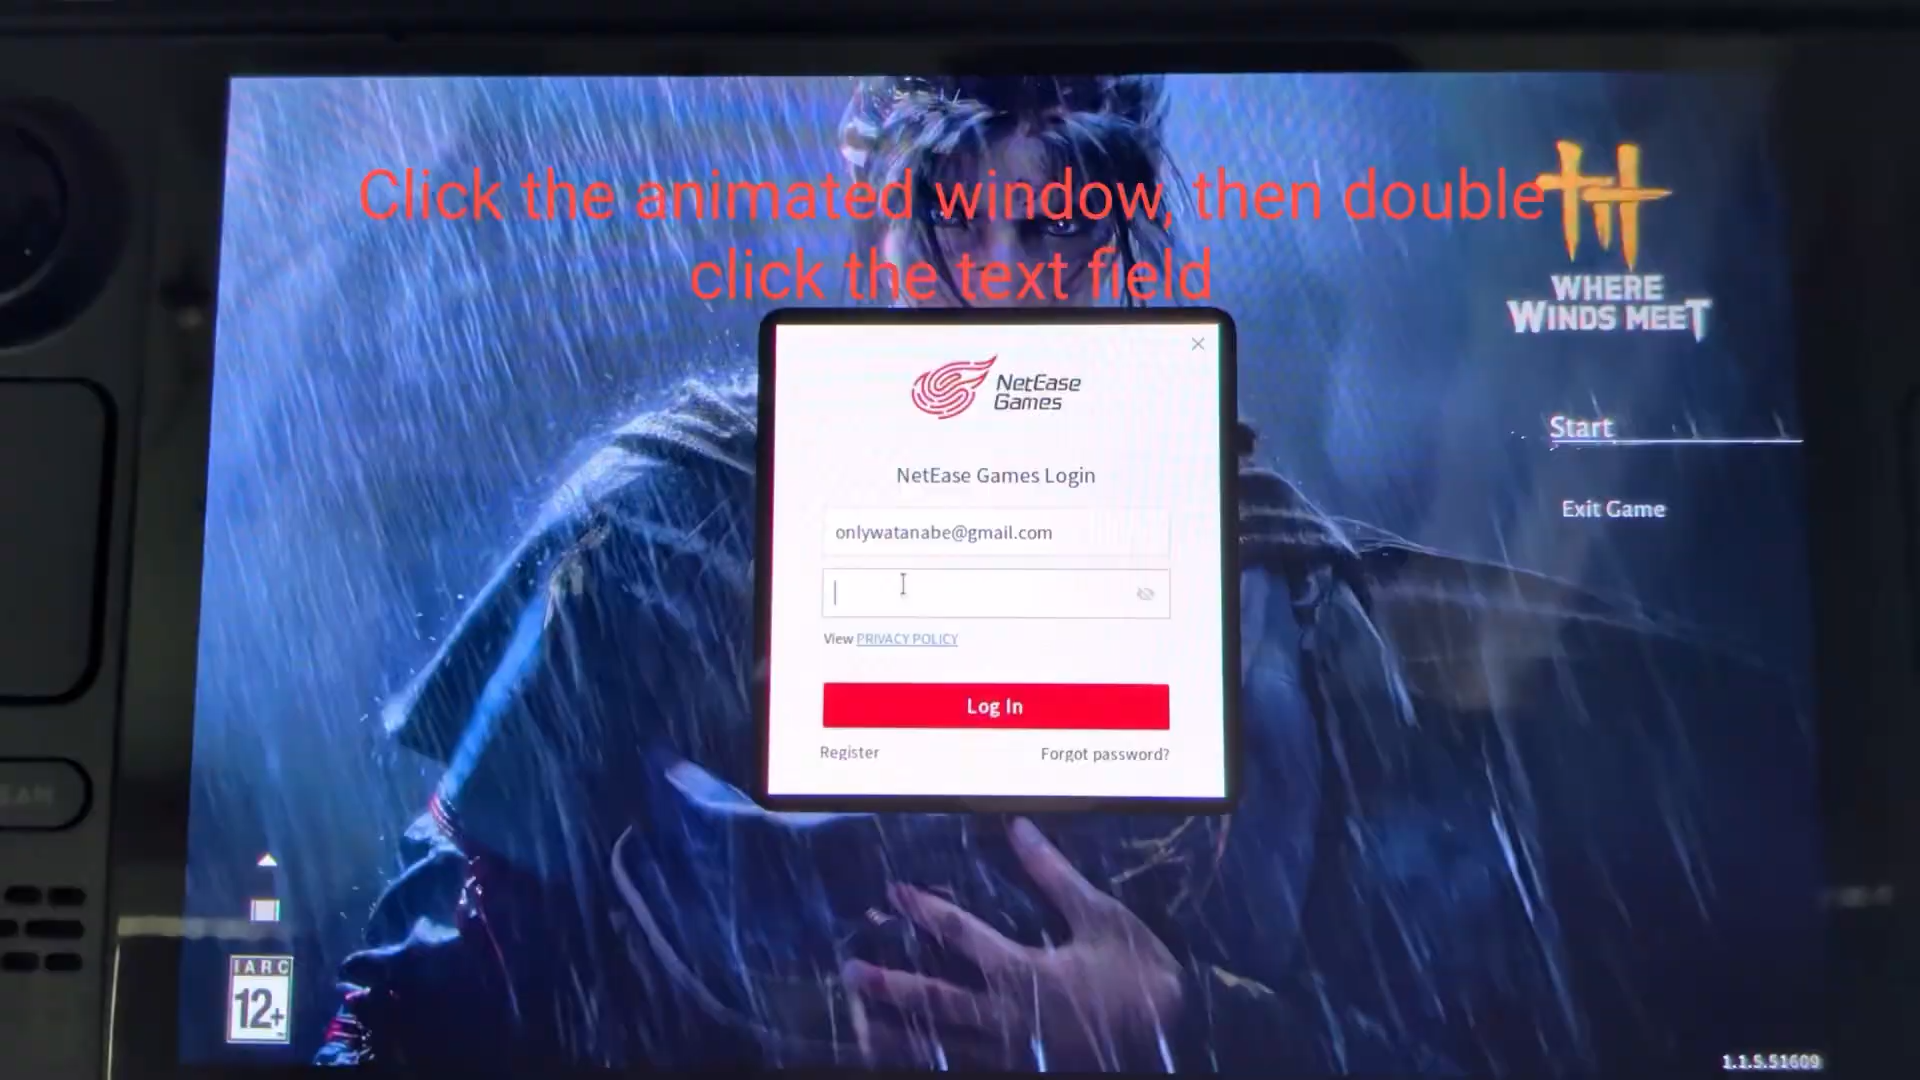 Click the animated window, then double
click the text field
WHERE
WINDS MEET
NetEase
Games
Start
NetEase Games Login
Exit Game
onlywatanabe@gmail.com
View PRIVACY POLICY
Log In
Register
Forgot password?
IARC
12+
1.1.5.51609